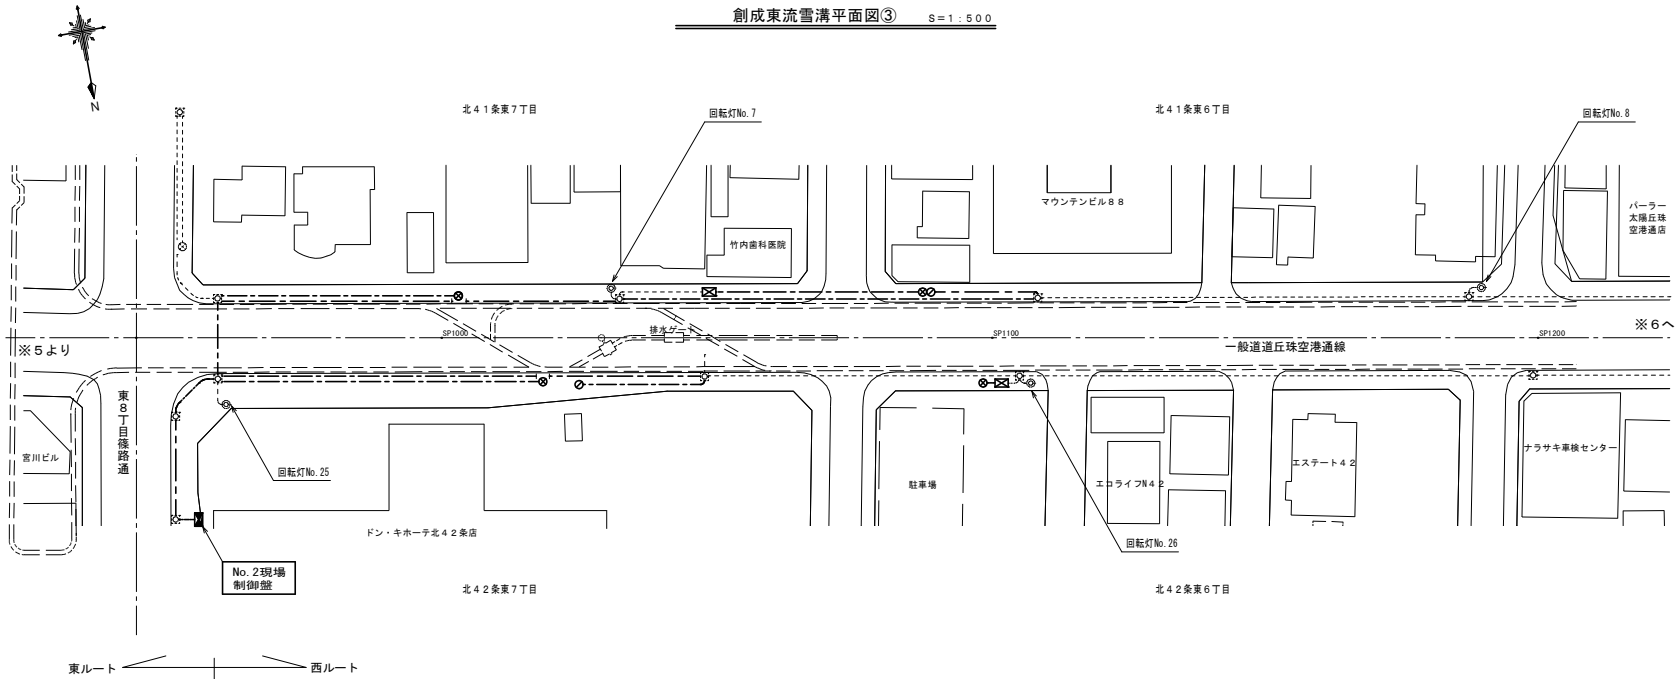 創成東流雪溝平面図③ S=1:500
N
北41条東7丁目
北41条東6丁目
回転灯No.7
回転灯No.8
マウンテンビル88
パーラー
太陽丘珠
空港通店
竹内歯科医院
SP1000
排水ゲート
SP1100
SP1200
※6へ
※5より
一般道道丘珠空港通線
東8丁目篠路通
宮川ビル
回転灯No.25
駐車場
エコライフN42
エステート42
ナラサキ車検センター
ドン・キホーテ北42条店
回転灯No.26
No.2現場
制御盤
北42条東7丁目
北42条東6丁目
東ルート
西ルート